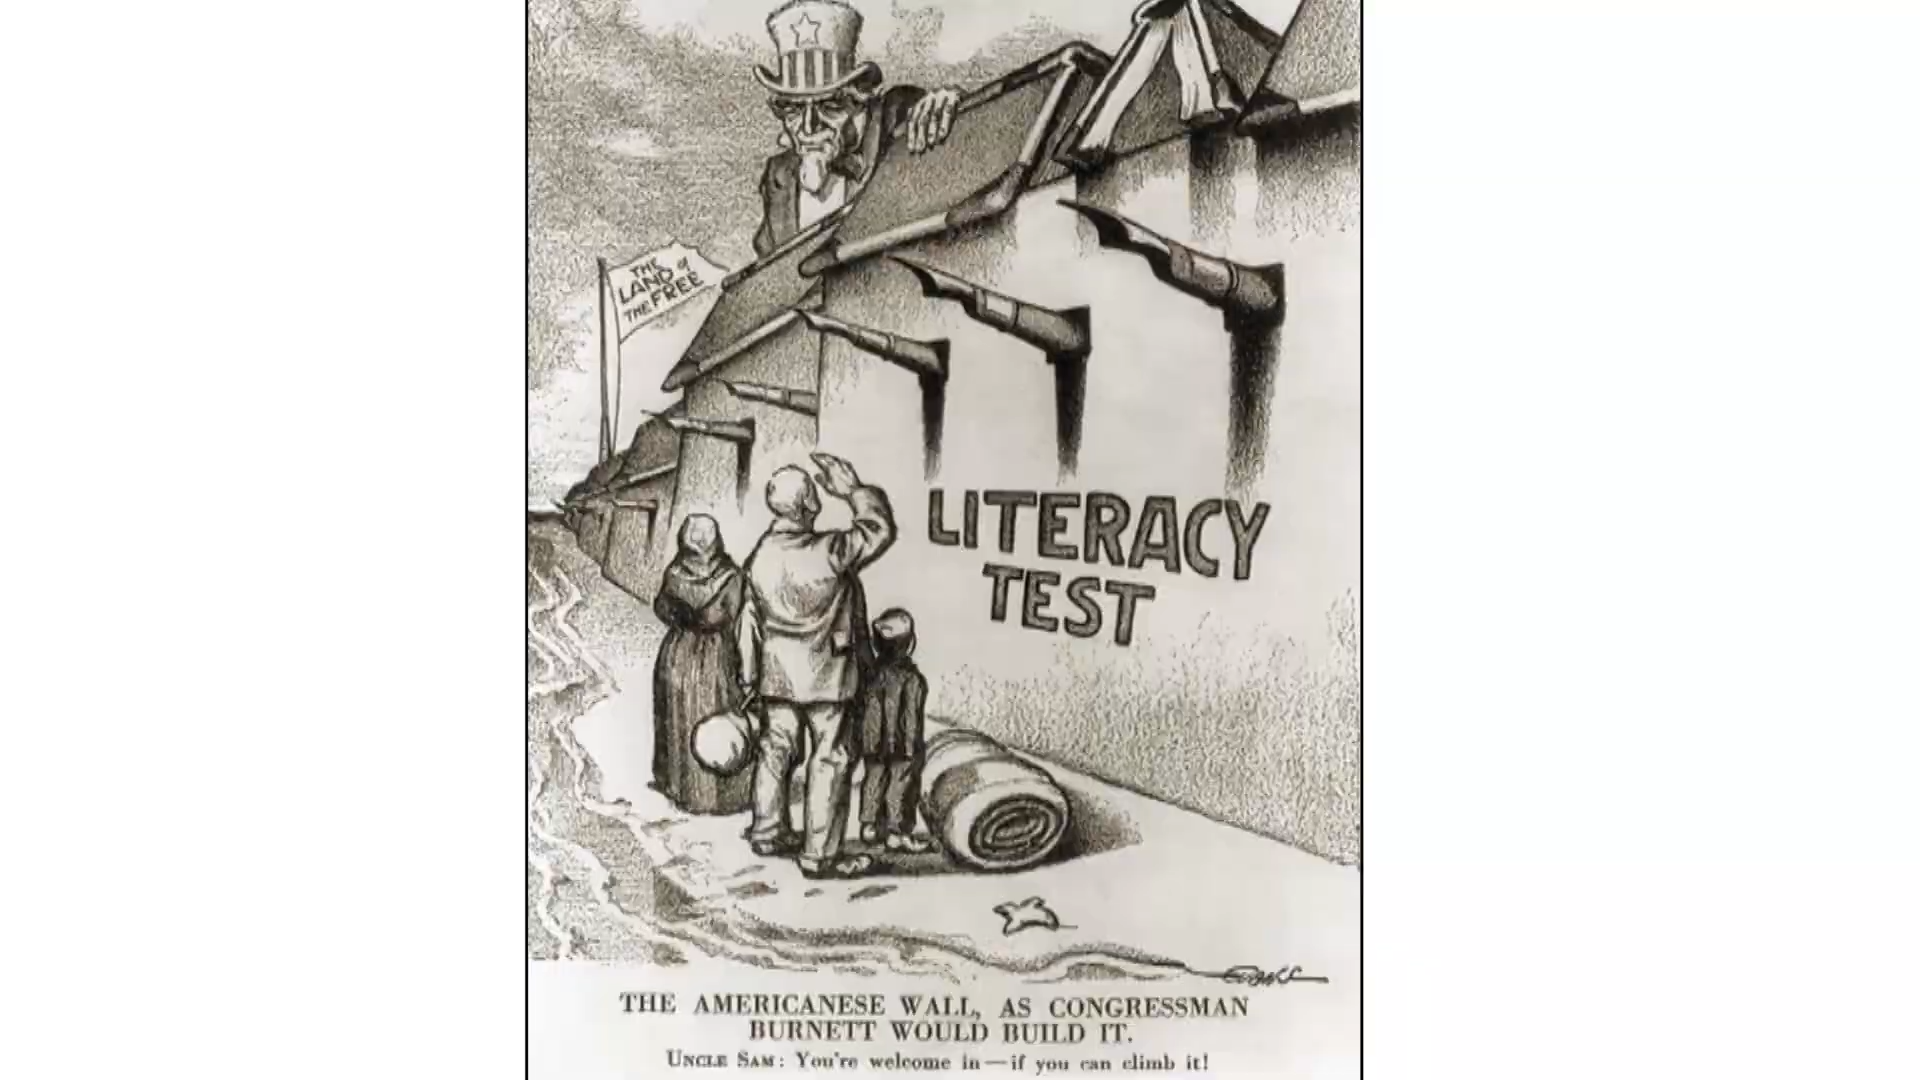 THE
LAND of
THE FREE
LITERACY
TEST
THE AMERICANESE WALL, AS CONGRESSMAN
BURNETT WOULD BUILD IT.
UNCLE SAM: You're welcome in—if you can climb it!